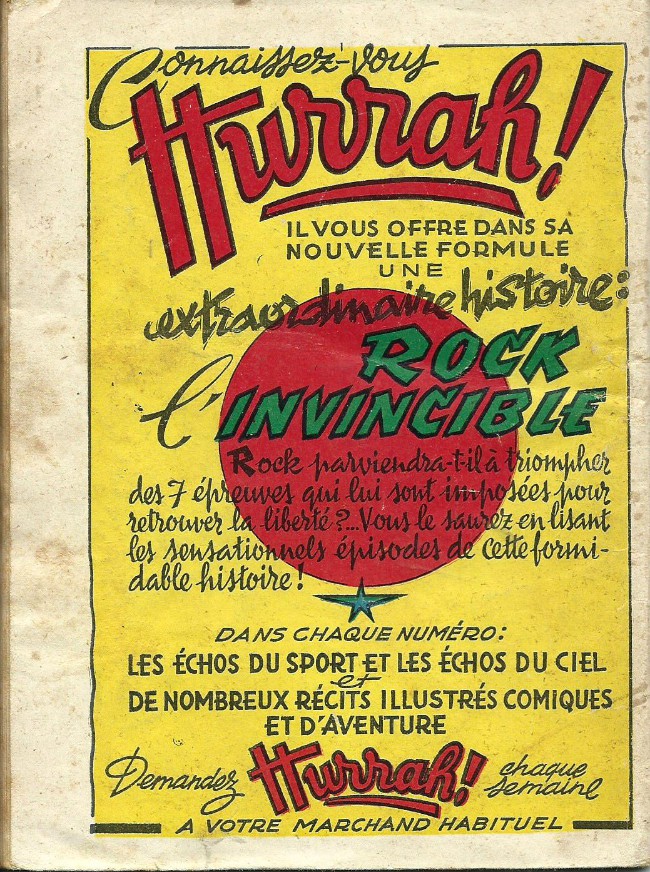 Connaissez-vous
Hurrah!
IL VOUS OFFRE DANS SA
NOUVELLE FORMULE
UNE
extraordinaire histoire:
ROCK
l'INVINCIBLE
Rock parviendra-t-il à triompher
des 7 épreuves qui lui sont imposées pour
retrouver la liberté?...Vous le saurez en lisant
les sensationnels épisodes de cette formi-
dable histoire!
DANS CHAQUE NUMÉRO:
LES ÉCHOS DU SPORT ET LES ÉCHOS DU CIEL
et
DE NOMBREUX RÉCITS ILLUSTRÉS COMIQUES
ET D'AVENTURE
Demandez Hurrah! chaque
semaine
A VOTRE MARCHAND HABITUEL